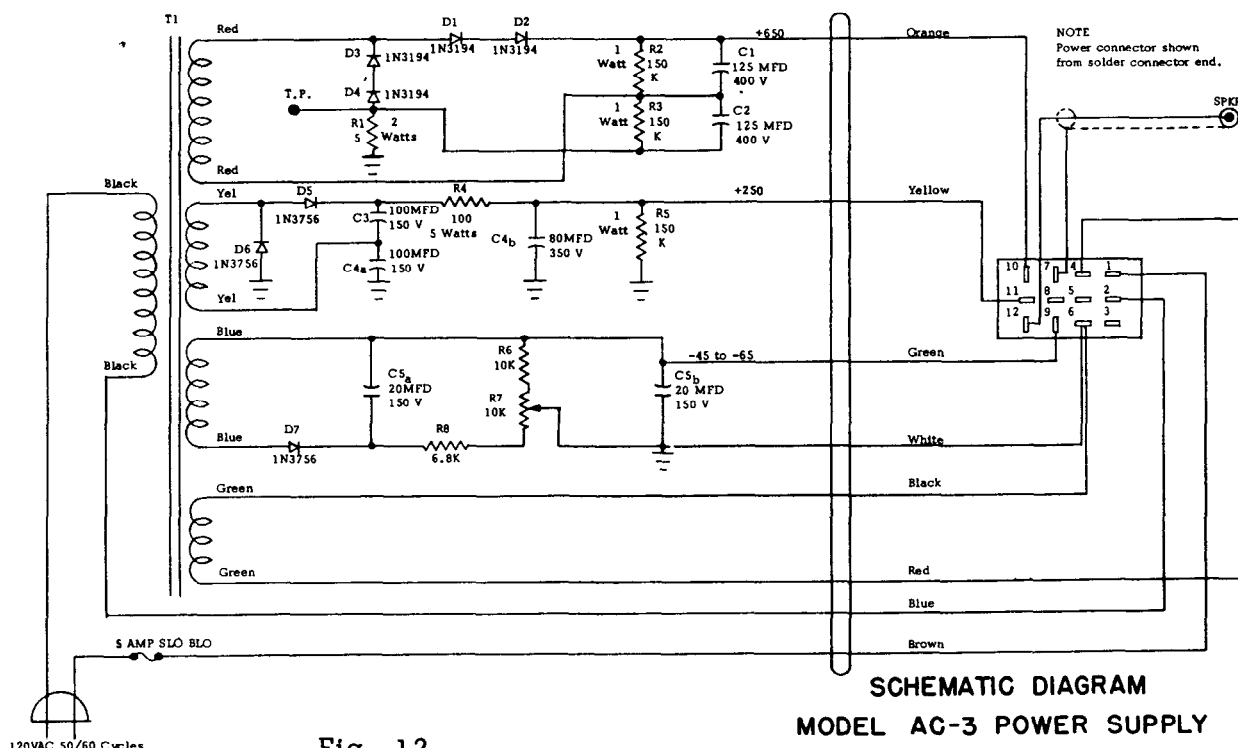 T1
Red
D1
1N3194
D2
1N3194
+650
Orange
D3
1N3194
D4
1N3194
T.P.
R1
5
2
Watts
1
Watt
R2
150
K
1
Watt
R3
150
K
C1
125 MFD
400 V
C2
125 MFD
400 V
Red
NOTE
Power connector shown
from solder connector end.
SPKR
Black
Yel
D5
1N3756
D6
1N3756
C3
100MFD
150 V
C4a
100MFD
150 V
R4
100
5 Watts
C4b
80MFD
350 V
1
Watt
R5
150
K
+250
Yellow
Yel
10
7
4
1
11
8
5
2
12
9
6
3
Black
Blue
C5a
20MFD
150 V
R6
10K
R7
10K
C5b
20 MFD
150 V
-45 to -65
Green
Blue
D7
1N3756
R8
6.8K
White
Green
Black
Green
Red
Blue
5 AMP SLO BLO
Brown
120VAC 50/60 Cycles
Fig. 12
SCHEMATIC DIAGRAM
MODEL AC-3 POWER SUPPLY